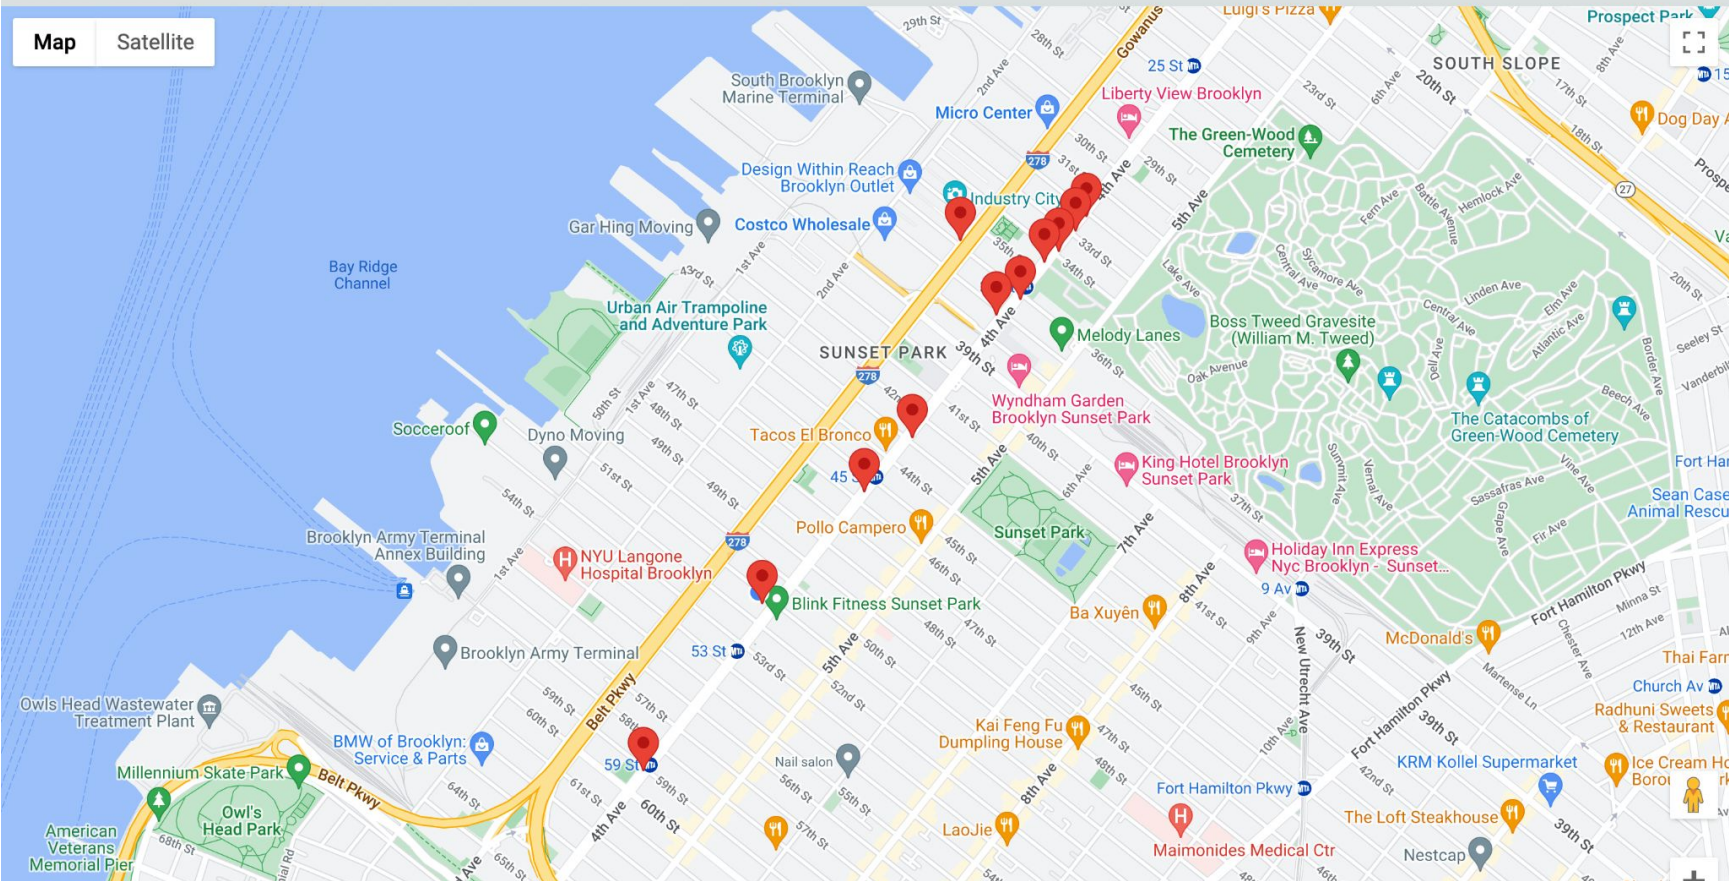 Map
Satellite
29th St
28th St
2nd Ave
Gowanus
Luigi's Pizza
Prospect Park
8th Ave
SOUTH SLOPE
25 St
South Brooklyn
Marine Terminal
Liberty View Brooklyn
Micro Center
23rd St
6th Ave
20th St
17th St
15
18th St
Dog Day A
The Green-Wood
Cemetery
Prospe
30th St
278
31st
29th St
4th Ave
5th Ave
Design Within Reach
Brooklyn Outlet
Industry City
Battle Avenue
Hemlock Ave
Fern Ave
27
Costco Wholesale
Gar Hing Moving
1st Ave
2nd Ave
35th
33rd St
34th St
Central Ave
Sycamore Ave
Va
Bay Ridge
Channel
43rd St
Lake Ave
Linden Ave
Elm Ave
20th St
Urban Air Trampoline
and Adventure Park
4th Ave
Melody Lanes
Boss Tweed Gravesite
(William M. Tweed)
Central Ave
Atlantic Ave
Border Ave
Seeley St
SUNSET PARK
39th St
36th St
Oak Avenue
Dell Ave
Vanderbil
278
42n
Wyndham Garden
Brooklyn Sunset Park
Beech Ave
50th St
1st Ave
47th St
48th St
41st St
The Catacombs of
Green-Wood Cemetery
Socceroof
Dyno Moving
Tacos El Bronco
49th St
40th St
5th Ave
6th Ave
King Hotel Brooklyn
Sunset Park
Summit Ave
Vernal Ave
Vine Ave
Sassafras Ave
Fort Ham
51st St
45 S
44th St
54th St
49th St
37th St
Grape Ave
Fir Ave
Sean Case
Animal Rescu
Pollo Campero
Sunset Park
7th Ave
Brooklyn Army Terminal
Annex Building
1st Ave
NYU Langone
Hospital Brooklyn
278
45th St
46th St
Holiday Inn Express
Nyc Brooklyn - Sunset...
9 Av
8th Ave
Fort Hamilton Pkwy
Minna St
Blink Fitness Sunset Park
Ba Xuyên
41st St
9th Ave
12th Ave
Chester Ave
48th St
47th St
McDonald's
39th St
New Utrecht Ave
Brooklyn Army Terminal
53 St
53rd St
5th Ave
50th St
Thai Farm
Martense Ln
Church Av
Owls Head Wastewater
Treatment Plant
Belt Pkwy
59th St
60th St
57th St
58th
52nd St
45th St
Fort Hamilton Pkwy
39th St
Radhuni Sweets
& Restaurant
BMW of Brooklyn:
Service & Parts
Kai Feng Fu
Dumpling House
47th St
10th Ave
Millennium Skate Park
Belt Pkwy
59 St
Nail salon
48th St
KRM Kollel Supermarket
42nd St
Ice Cream Ho
Borou
rk
64th St
61st St
59th St
60th St
4th Ave
56th St
55th St
8th Ave
Fort Hamilton Pkwy
Owl's
Head Park
57th St
LaoJie
The Loft Steakhouse
39th St
American
Veterans
Memorial Pier
68th St
65th St
Maimonides Medical Ctr
Nestcap